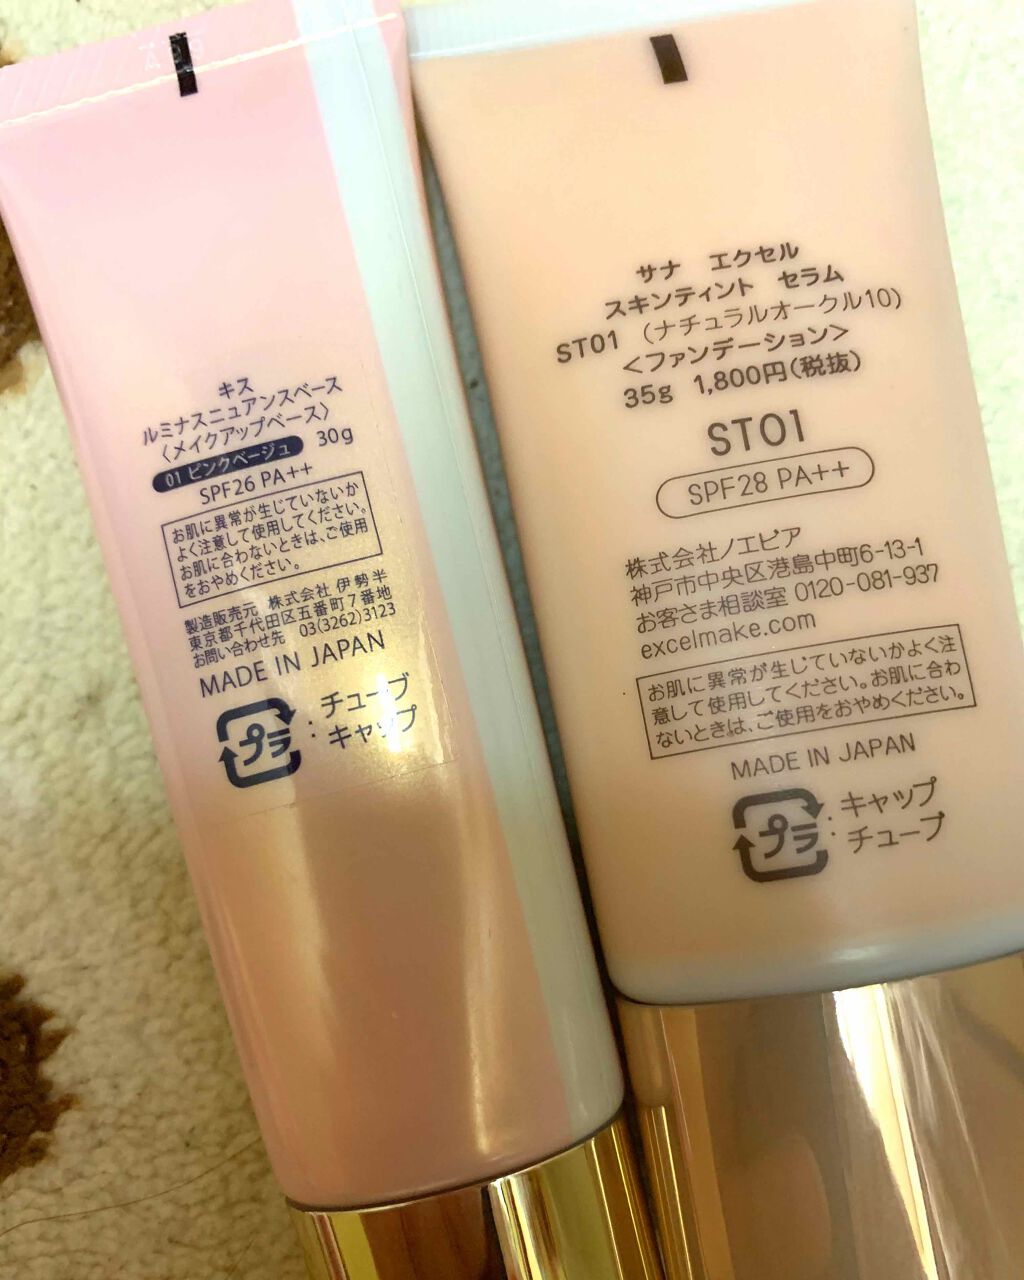 キス
ルミナスニュアンスベース
〈メイクアップベース〉
01 ピンクベージュ 30g
SPF26 PA++
お肌に異常が生じていないか
よく注意して使用してください。
お肌に合わないときは、ご使用
をおやめください。
製造販売元 株式会社 伊勢半
東京都千代田区五番町7番地
お問い合わせ先 03(3262)3123
MADE IN JAPAN
プラ : チューブ
: キャップ
サナ エクセル
スキンティント セラム
ST01 (ナチュラルオークル10)
<ファンデーション>
35g 1,800円(税抜)
ST01
SPF28 PA++
株式会社ノエビア
神戸市中央区港島中町6-13-1
お客さま相談室 0120-081-937
excelmake.com
お肌に異常が生じていないかよく注
意して使用してください。お肌に合わ
ないときは、ご使用をおやめください。
MADE IN JAPAN
プラ : キャップ
: チューブ